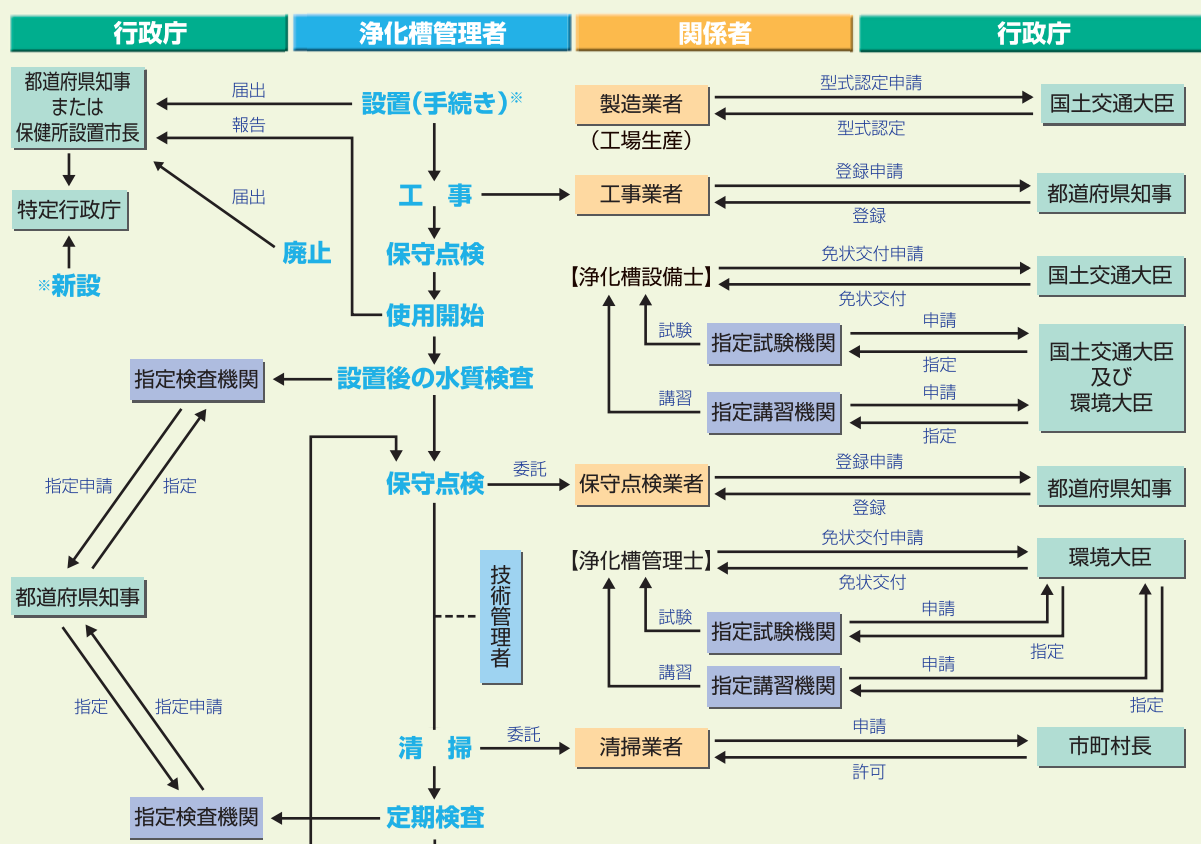 行政庁
浄化槽管理者
関係者
行政庁
都道府県知事
または
保健所設置市長
届出
設置(手続き)※
報告
製造業者
(工場生産)
型式認定申請
型式認定
国土交通大臣
特定行政庁
届出
工　事
工事業者
登録申請
登録
都道府県知事
※新設
廃止
保守点検
【浄化槽設備士】
免状交付申請
免状交付
国土交通大臣
使用開始
試験
指定試験機関
申請
指定
国土交通大臣
及び
環境大臣
指定検査機関
設置後の水質検査
講習
指定講習機関
申請
指定
指定申請
指定
保守点検
委託
保守点検業者
登録申請
登録
都道府県知事
技術管理者
【浄化槽管理士】
免状交付申請
免状交付
環境大臣
都道府県知事
試験
指定試験機関
申請
指定
講習
指定講習機関
申請
指定
指定
指定申請
清　掃
委託
清掃業者
申請
許可
市町村長
指定検査機関
定期検査